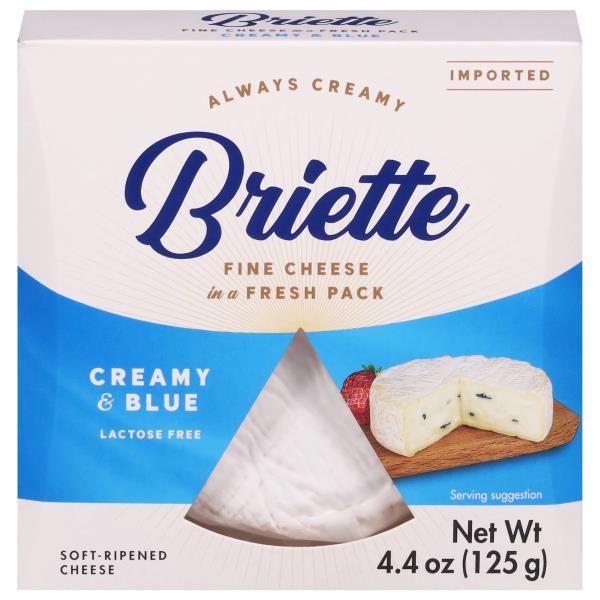 Briette
FINE CHEESE in a FRESH PACK
CREAMY & BLUE
IMPORTED
ALWAYS CREAMY
Briette
FINE CHEESE
in a FRESH PACK
CREAMY
& BLUE
LACTOSE FREE
Serving suggestion
SOFT-RIPENED
CHEESE
Net Wt
4.4 oz (125 g)